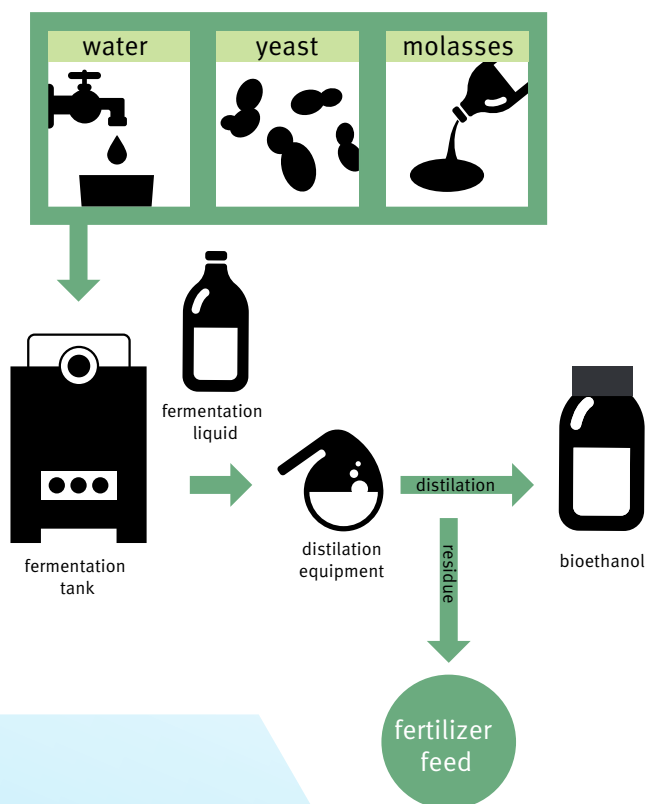 water
yeast
molasses
fermentation
liquid
fermentation
tank
distilation
equipment
distilation
residue
bioethanol
fertilizer
feed